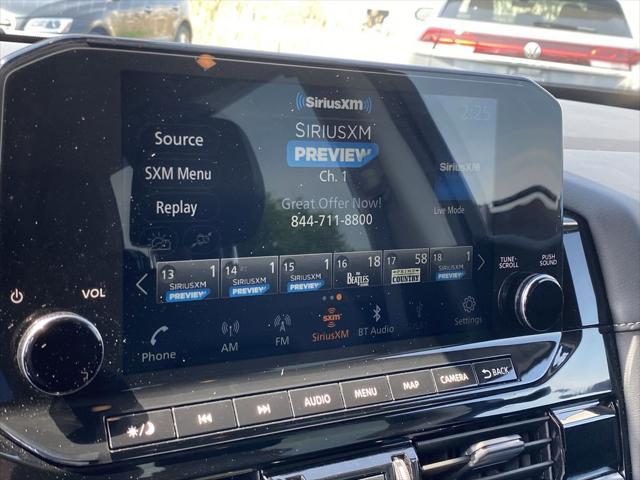 SiriusXM
2:25
SIRIUSXM
PREVIEW
Ch. 1
Source
SXM Menu
Replay
Great Offer Now!
844-711-8800
SiriusXM
Live Mode
13 1
SIRIUSXM
PREVIEW
14 1
SIRIUSXM
PREVIEW
15 1
SIRIUSXM
PREVIEW
16 18
THE BEATLES
17 58
PRIME
COUNTRY
18 1
SIRIUSXM
PREVIEW
TUNE·
SCROLL
PUSH
SOUND
VOL
Phone
AM
FM
sxm
SiriusXM
BT Audio
Settings
AUDIO
MENU
MAP
CAMERA
BACK